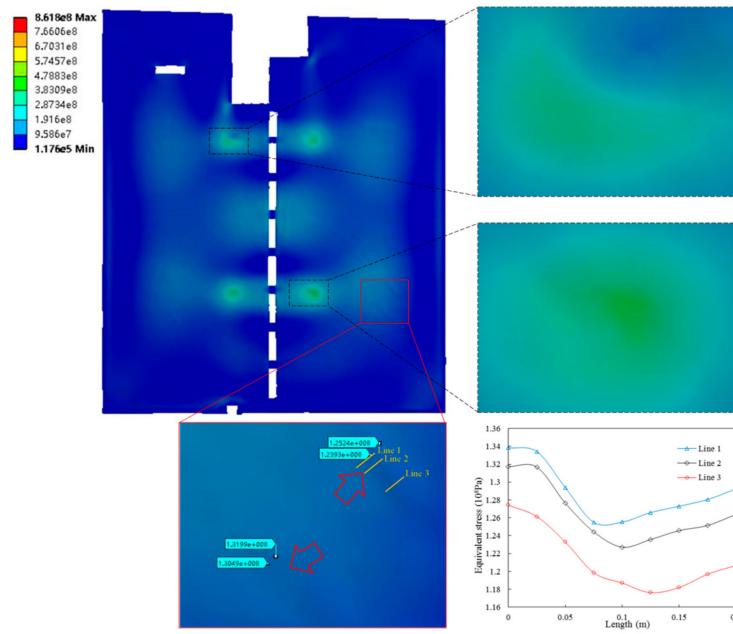 8.618e8 Max
7.6606e8
6.7031e8
5.7457e8
4.7883e8
3.8309e8
2.8734e8
1.916e8
9.586e7
1.176e5 Min
1.2524e+008
1.2393e+008
Line 1
Line 2
Line 3
1.3199e+008
1.3049e+008
1.36
1.34
1.32
1.3
1.28
1.26
1.24
1.22
1.2
1.18
1.16
Equivalent stress (10⁸Pa)
Line 1
Line 2
Line 3
0
0.05
0.1
0.15
Length (m)